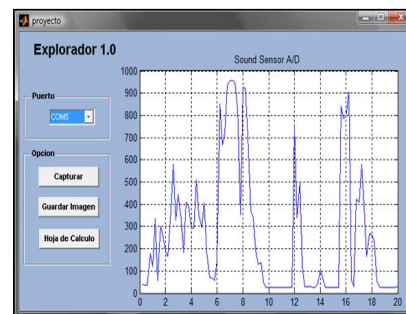 proyecto
Explorador 1.0
Sound Sensor A/D
Puerto
COM5
Opcion
Capturar
Guardar Imagen
Hoja de Calculo
1000
900
800
700
600
500
400
300
200
100
0
0 2 4 6 8 10 12 14 16 18 20